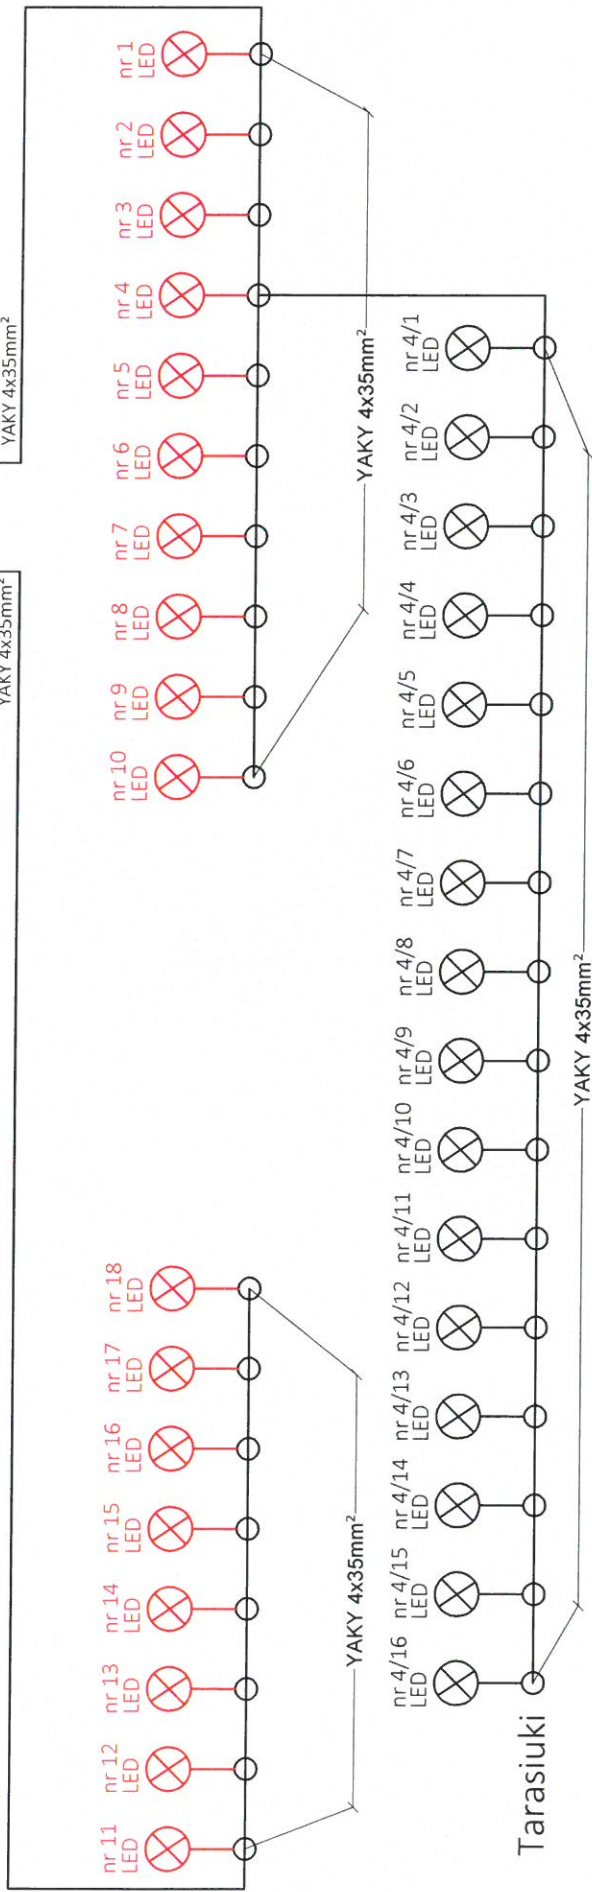 YAKY 4x35mm²
YAKY 4x35mm²
nr 11
LED
nr 12
LED
nr 13
LED
nr 14
LED
nr 15
LED
nr 16
LED
nr 17
LED
nr 18
LED
nr 10
LED
nr 9
LED
nr 8
LED
nr 7
LED
nr 6
LED
nr 5
LED
nr 4
LED
nr 3
LED
nr 2
LED
nr 1
LED
YAKY 4x35mm²
YAKY 4x35mm²
nr 4/16
LED
nr 4/15
LED
nr 4/14
LED
nr 4/13
LED
nr 4/12
LED
nr 4/11
LED
nr 4/10
LED
nr 4/9
LED
nr 4/8
LED
nr 4/7
LED
nr 4/6
LED
nr 4/5
LED
nr 4/4
LED
nr 4/3
LED
nr 4/2
LED
nr 4/1
LED
Tarasiuki
YAKY 4x35mm²